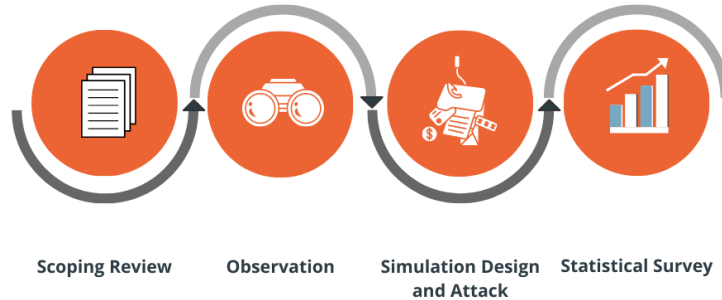 Scoping Review
Observation
Simulation Design
and Attack
Statistical Survey